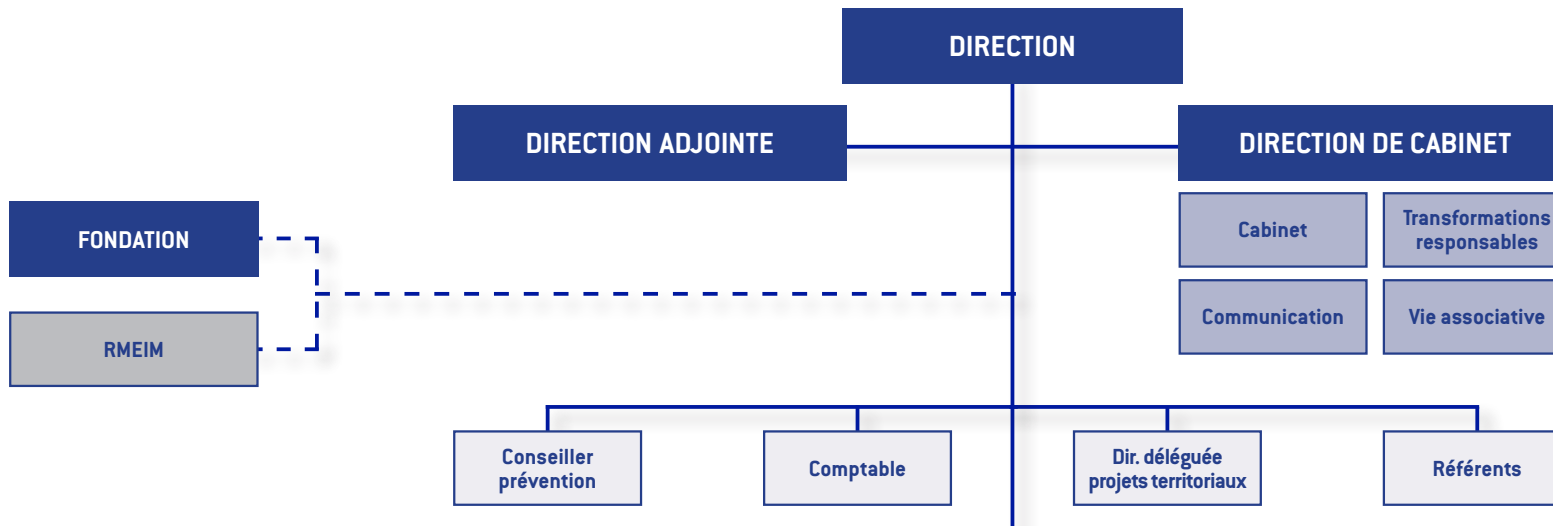 DIRECTION
DIRECTION ADJOINTE
DIRECTION DE CABINET
FONDATION
RMEIM
Cabinet
Transformations
responsables
Communication
Vie associative
Conseiller
prévention
Comptable
Dir. déléguée
projets territoriaux
Référents